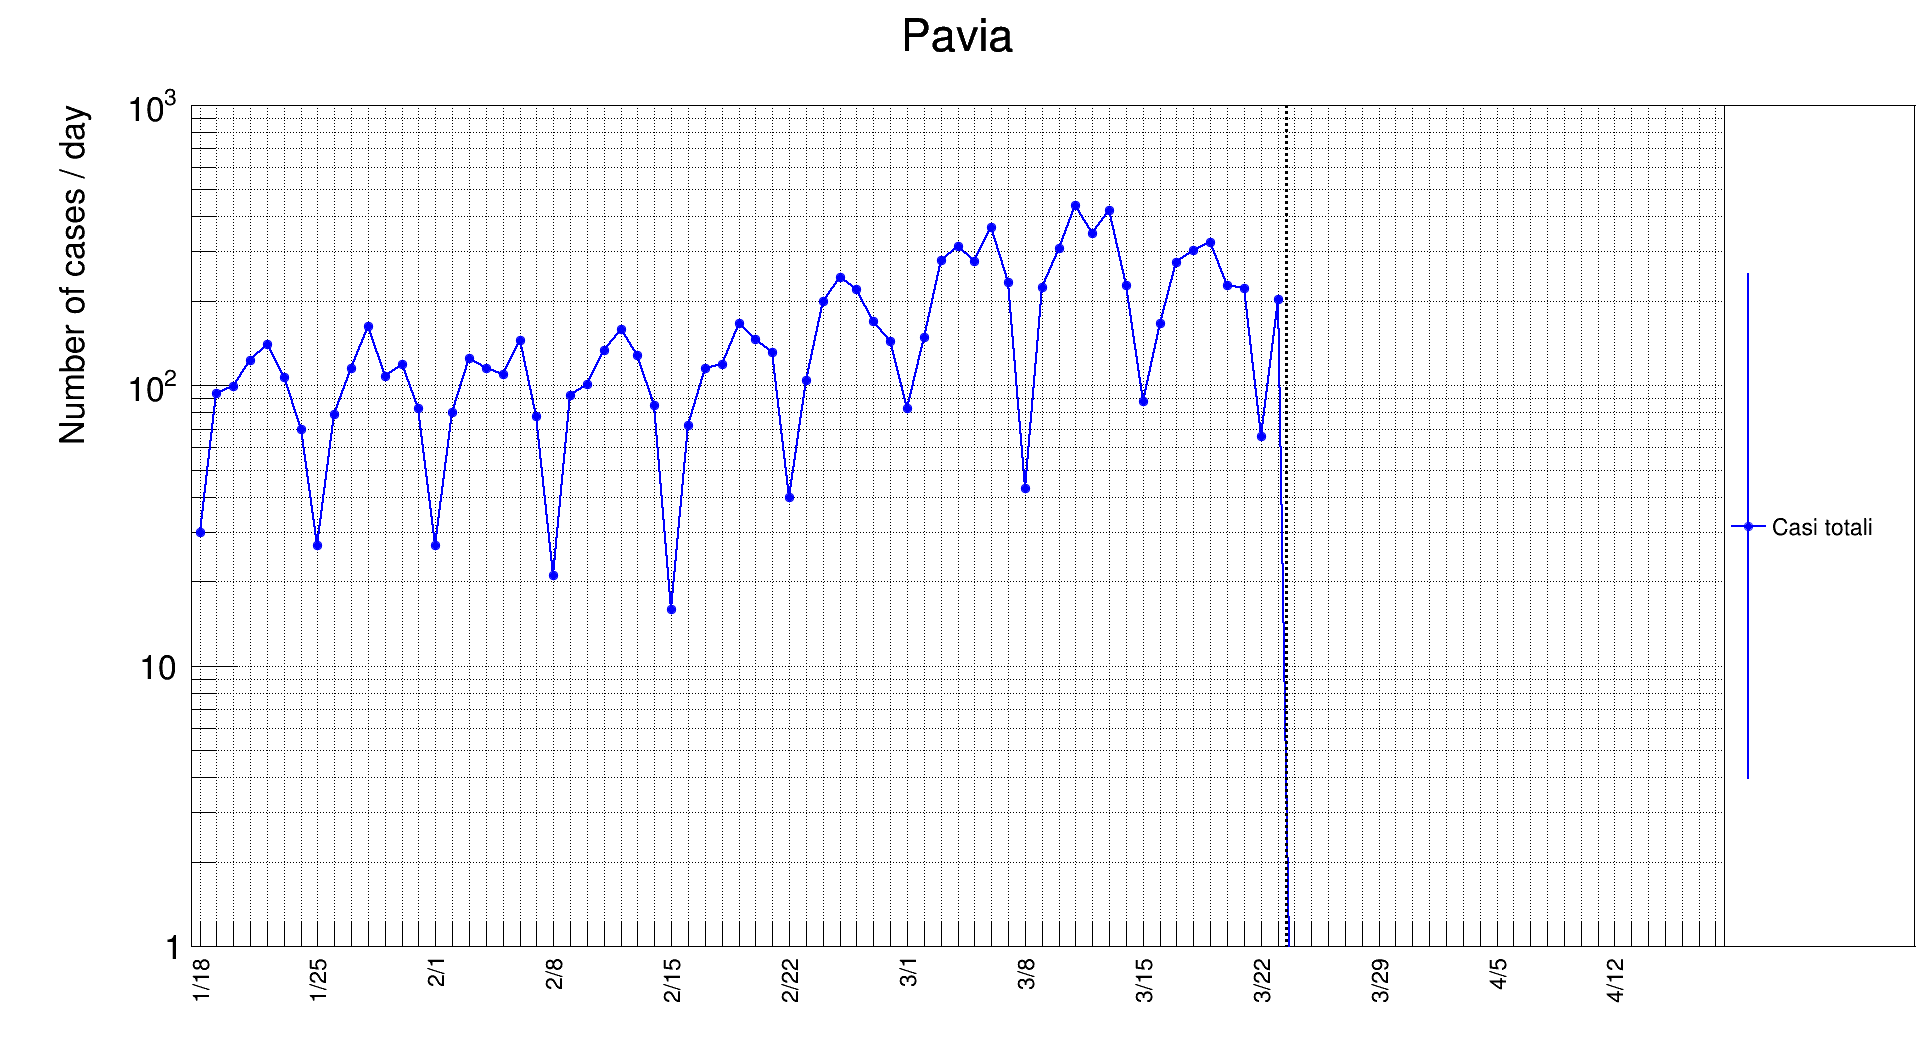 Pavia
Number of cases / day
10³
10²
10
1
1/18 1/25 2/1 2/8 2/15 2/22 3/1 3/8 3/15 3/22 3/29 4/5 4/12
Casi totali